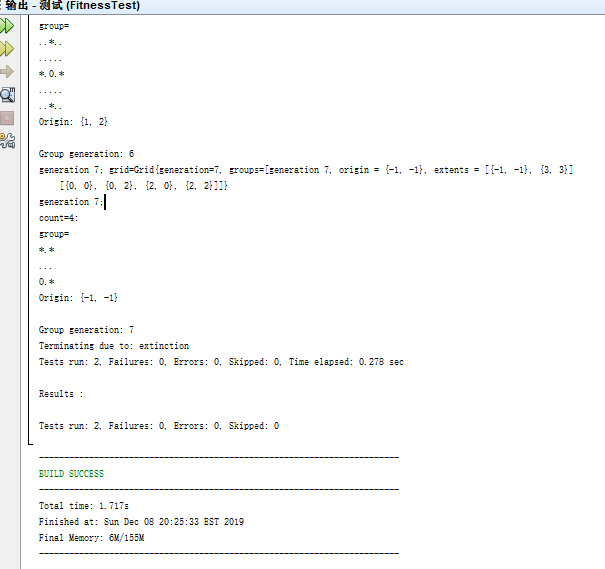 输出 - 测试 (FitnessTest)
group=
..*..
.....
*.O.*
.....
..*..
Origin: {1, 2}
Group generation: 6
generation 7; grid=Grid{generation=7, groups=[generation 7, origin = {-1, -1}, extents = [{-1, -1}, {3, 3}]
[{0, 0}, {0, 2}, {2, 0}, {2, 2}]]}
generation 7;
count=4:
group=
*.*
...
O.*
Origin: {-1, -1}
Group generation: 7
Terminating due to: extinction
Tests run: 2, Failures: 0, Errors: 0, Skipped: 0, Time elapsed: 0.278 sec
Results :
Tests run: 2, Failures: 0, Errors: 0, Skipped: 0
------------------------------------------------------------------------
BUILD SUCCESS
------------------------------------------------------------------------
Total time: 1.717s
Finished at: Sun Dec 08 20:25:33 EST 2019
Final Memory: 6M/155M
------------------------------------------------------------------------